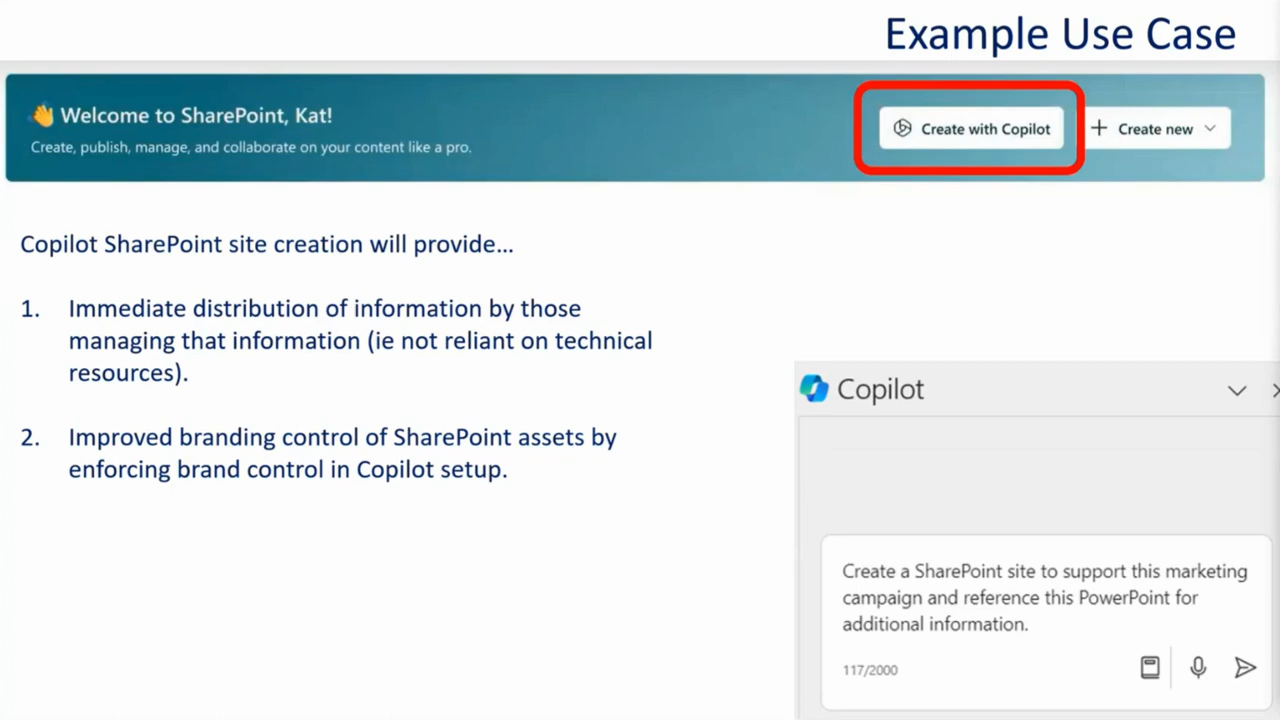 Example Use Case
Welcome to SharePoint, Kat!
Create, publish, manage, and collaborate on your content like a pro.
Create with Copilot
Create new
Copilot SharePoint site creation will provide...
1. Immediate distribution of information by those
managing that information (ie not reliant on technical
resources).
2. Improved branding control of SharePoint assets by
enforcing brand control in Copilot setup.
Copilot
Create a SharePoint site to support this marketing
campaign and reference this PowerPoint for
additional information.
117/2000